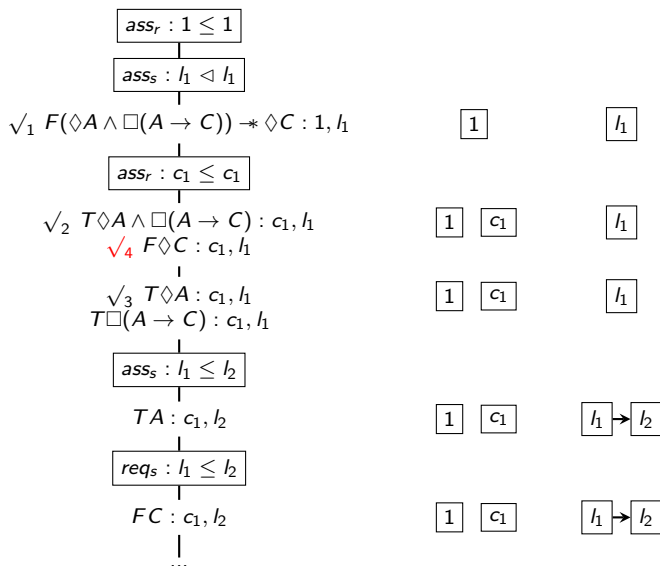 ass_r : 1 ≤ 1
ass_s : l_1 ◁ l_1
√_1 F(◊A ∧ □(A → C)) -∗ ◊C : 1, l_1 1 l_1
ass_r : c_1 ≤ c_1
√_2 T◊A ∧ □(A → C) : c_1, l_1 1 c_1 l_1
√_4 F◊C : c_1, l_1
√_3 T◊A : c_1, l_1 1 c_1 l_1
T□(A → C) : c_1, l_1
ass_s : l_1 ≤ l_2
TA : c_1, l_2 1 c_1 l_1 → l_2
req_s : l_1 ≤ l_2
FC : c_1, l_2 1 c_1 l_1 → l_2
...